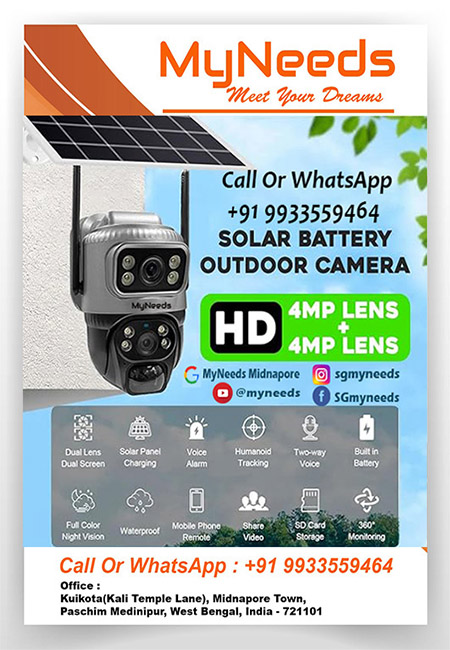 MyNeeds
Meet Your Dreams
Call Or WhatsApp
+91 9933559464
SOLAR BATTERY
OUTDOOR CAMERA
MyNeeds
HD
4MP LENS
+
4MP LENS
MyNeeds Midnapore
sgmyneeds
@myneeds
SGmyneeds
Dual Lens
Dual Screen
Solar Panel
Charging
Voice
Alarm
Humanoid
Tracking
Two-way
Voice
Built in
Battery
Full Color
Night Vision
Waterproof
Mobile Phone
Remote
Share
Video
SD Card
Storage
360°
Monitoring
Call Or WhatsApp : +91 9933559464
Office :
Kuikota(Kali Temple Lane), Midnapore Town,
Paschim Medinipur, West Bengal, India - 721101